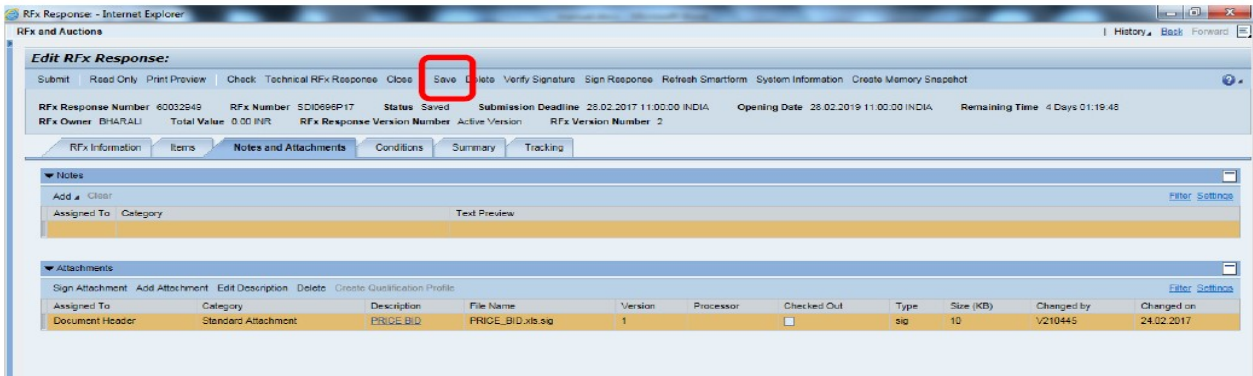 RFx Response: - Internet Explorer
RFx and Auctions
History Back Forward
Edit RFx Response:
Submit Read Only Print Preview Check Technical RFx Response Close Save Delete Verify Signature Sign Response Refresh Smartform System Information Create Memory Snapshot
RFx Response Number 60032949 RFx Number SDI0696P17 Status Saved Submission Deadline 28.02.2017 11:00:00 INDIA Opening Date 28.02.2019 11:00:00 INDIA Remaining Time 4 Days 01:19:48
RFx Owner BHARALI Total Value 0.00 INR RFx Response Version Number Active Version RFx Version Number 2
RFx Information Items Notes and Attachments Conditions Summary Tracking
Notes
Add Clear Filter Settings
Assigned To Category Text Preview
Attachments
Sign Attachment Add Attachment Edit Description Delete Create Qualification Profile Filter Settings
Assigned To Category Description File Name Version Processor Checked Out Type Size (KB) Changed by Changed on
Document Header Standard Attachment PRICE BID PRICE_BID.xls.sig 1 sig 10 V210445 24.02.2017